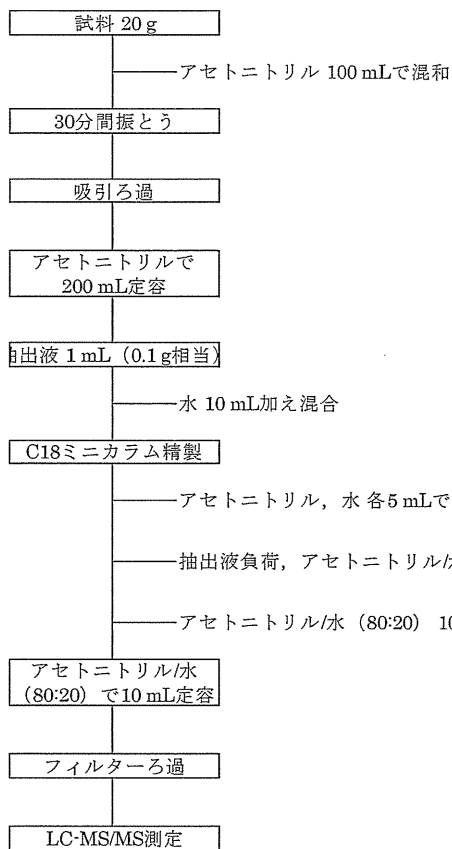 試料 20 g
アセトニトリル 100 mLで混和
30分間振とう
吸引ろ過
アセトニトリルで
200 mL定容
出液 1 mL（0.1 g相当）
水 10 mL加え混合
C18ミニカラム精製
アセトニトリル，水 各5 mLで
抽出液負荷，アセトニトリル/
アセトニトリル/水（80:20） 10
アセトニトリル/水
（80:20）で10 mL定容
フィルターろ過
LC-MS/MS測定